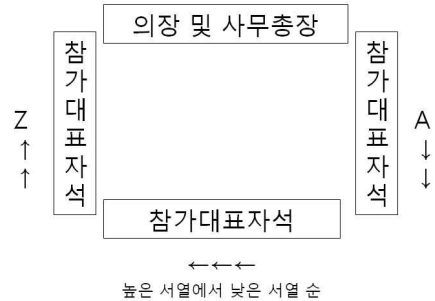 의장 및 사무총장
참가대표자석
참가대표자석
Z
↑
↑
A
↓
↓
참가대표자석
←←←
높은 서열에서 낮은 서열 순